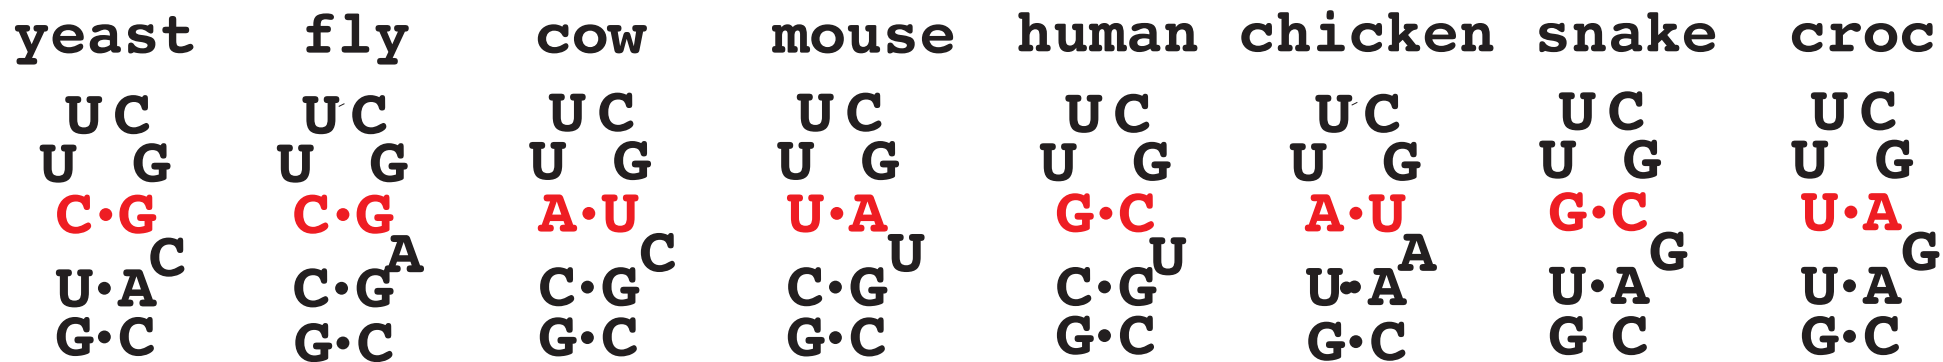 yeast fly cow mouse human chicken snake croc
UC UC UC UC UC UC UC UC
U G U G U G U G U G U G U G U G
C•G C•G A•U U•A G•C A•U G•C U•A
C A C U U A G G
U•A C•G C•G C•G C•G U••A U•A U•A
G•C G•C G•C G•C G•C G•C G C G•C